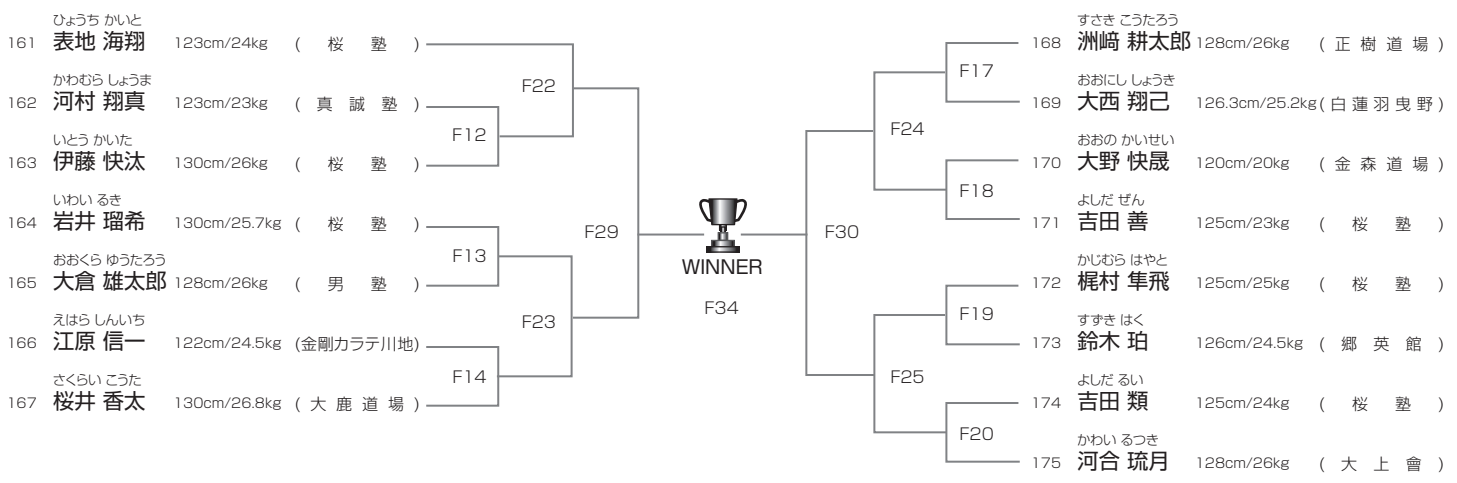 ひょうち かいと
161 表地 海翔 123cm/24kg ( 桜 塾 )
かわむら しょうま
162 河村 翔真 123cm/23kg ( 真 誠 塾 )
いとう かいた
163 伊藤 快汰 130cm/26kg ( 桜 塾 )
いわい るき
164 岩井 瑠希 130cm/25.7kg ( 桜 塾 )
おおくら ゆうたろう
165 大倉 雄太郎 128cm/26kg ( 男 塾 )
えはら しんいち
166 江原 信一 122cm/24.5kg (金剛カラテ川地)
さくらい こうた
167 桜井 香太 130cm/26.8kg ( 大 鹿 道 場 )
F22
F12
F13
F23
F14
F29
WINNER
F34
F30
F17
F24
F18
F19
F25
F20
すさき こうたろう
168 洲﨑 耕太郎 128cm/26kg ( 正 樹 道 場 )
おおにし しょうき
169 大西 翔己 126.3cm/25.2kg ( 白 蓮 羽 曳 野 )
おおの かいせい
170 大野 快晟 120cm/20kg ( 金 森 道 場 )
よしだ ぜん
171 吉田 善 125cm/23kg ( 桜 塾 )
かじむら はやと
172 梶村 隼飛 125cm/25kg ( 桜 塾 )
すずき はく
173 鈴木 珀 126cm/24.5kg ( 郷 英 館 )
よしだ るい
174 吉田 類 125cm/24kg ( 桜 塾 )
かわい るつき
175 河合 琉月 128cm/26kg ( 大 上 會 )